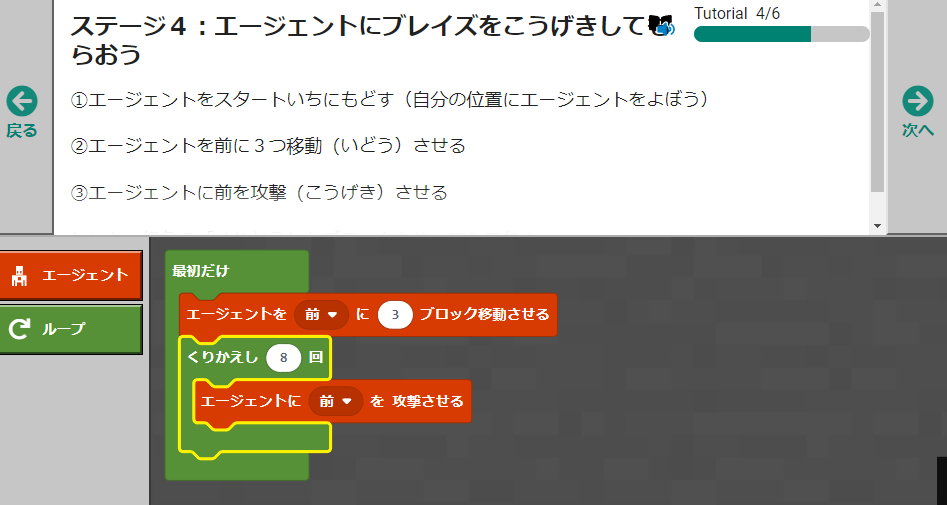 ステージ４：エージェントにブレイズをこうげきしても
らおう
Tutorial 4/6
①エージェントをスタートいちにもどす（自分の位置にエージェントをよぼう）
②エージェントを前に３つ移動（いどう）させる
③エージェントに前を攻撃（こうげき）させる
戻る
次へ
エージェント
ループ
最初だけ
エージェントを 前 に 3 ブロック移動させる
くりかえし 8 回
エージェントに 前 を 攻撃させる